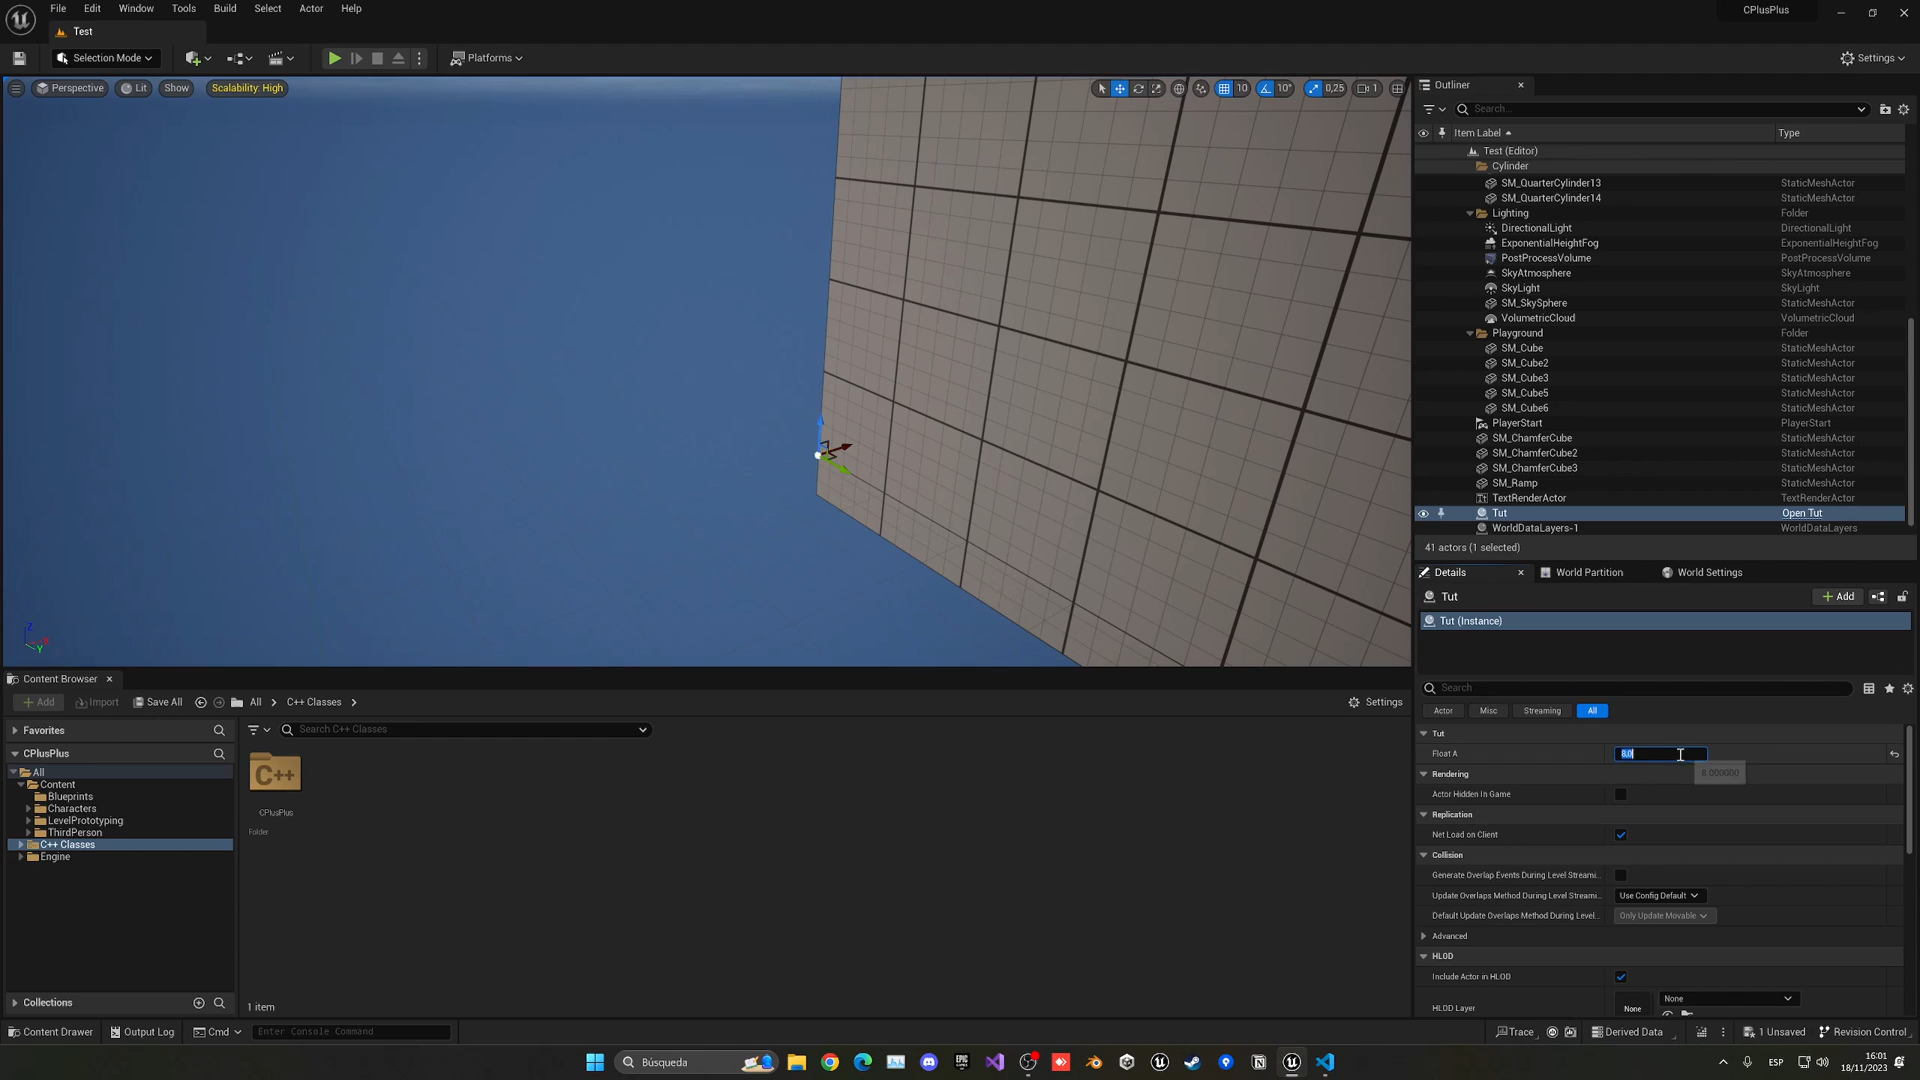 File Edit Window Tools Build Select Actor Help
CPlusPlus
Test
Selection Mode
Platforms
Settings
Perspective
Lit
Show
Scalability: High
10
10°
0,25
1
Outliner
Search...
Item Label
Type
Test (Editor)
Cylinder
SM_QuarterCylinder13 StaticMeshActor
SM_QuarterCylinder14 StaticMeshActor
Lighting Folder
DirectionalLight DirectionalLight
ExponentialHeightFog ExponentialHeightFog
PostProcessVolume PostProcessVolume
SkyAtmosphere SkyAtmosphere
SkyLight SkyLight
SM_SkySphere StaticMeshActor
VolumetricCloud VolumetricCloud
Playground Folder
SM_Cube StaticMeshActor
SM_Cube2 StaticMeshActor
SM_Cube3 StaticMeshActor
SM_Cube5 StaticMeshActor
SM_Cube6 StaticMeshActor
PlayerStart PlayerStart
SM_ChamferCube StaticMeshActor
SM_ChamferCube2 StaticMeshActor
SM_ChamferCube3 StaticMeshActor
SM_Ramp StaticMeshActor
TextRenderActor TextRenderActor
Tut Open Tut
WorldDataLayers-1 WorldDataLayers
41 actors (1 selected)
Details
World Partition
World Settings
Tut
Add
Tut (Instance)
Search
Actor Misc Streaming All
Tut
Float A 8.0
8.000000
Rendering
Actor Hidden In Game
Replication
Net Load on Client
Collision
Generate Overlap Events During Level Streami...
Update Overlaps Method During Level Streami... Use Config Default
Default Update Overlaps Method During Level... Only Update Movable
Advanced
HLOD
Include Actor in HLOD
HLOD Layer None None
Z
X
Y
Content Browser
Add
Import
Save All
All
C++ Classes
Settings
Favorites
CPlusPlus
All
Content
Blueprints
Characters
LevelPrototyping
ThirdPerson
C++ Classes
Engine
Collections
Search C++ Classes
C++
CPlusPlus
Folder
1 item
Content Drawer
Output Log
Cmd
Enter Console Command
Trace
Derived Data
1 Unsaved
Revision Control
Búsqueda
ESP
16:01
18/11/2023